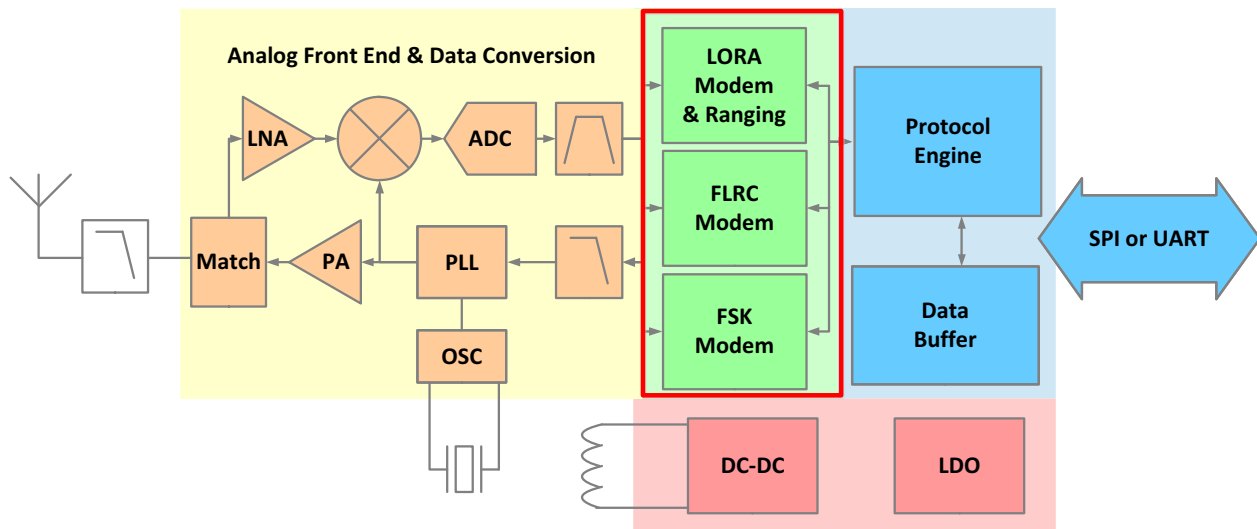 Analog Front End & Data Conversion
LNA
ADC
Match
PA
PLL
OSC
LORA
Modem
& Ranging
FLRC
Modem
FSK
Modem
Protocol
Engine
Data
Buffer
SPI or UART
DC-DC
LDO